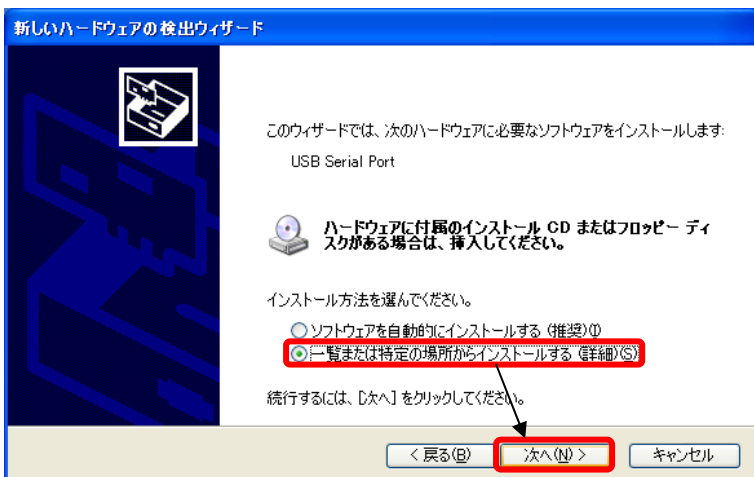 新しいハードウェアの検出ウィザード
このウィザードでは、次のハードウェアに必要なソフトウェアをインストールします:
USB Serial Port
ハードウェアに付属のインストール CD またはフロッピー ディ
スクがある場合は、挿入してください。
インストール方法を選んでください。
ソフトウェアを自動的にインストールする (推奨)(I)
一覧または特定の場所からインストールする (詳細)(S)
続行するには、[次へ] をクリックしてください。
< 戻る(B) 次へ(N) > キャンセル